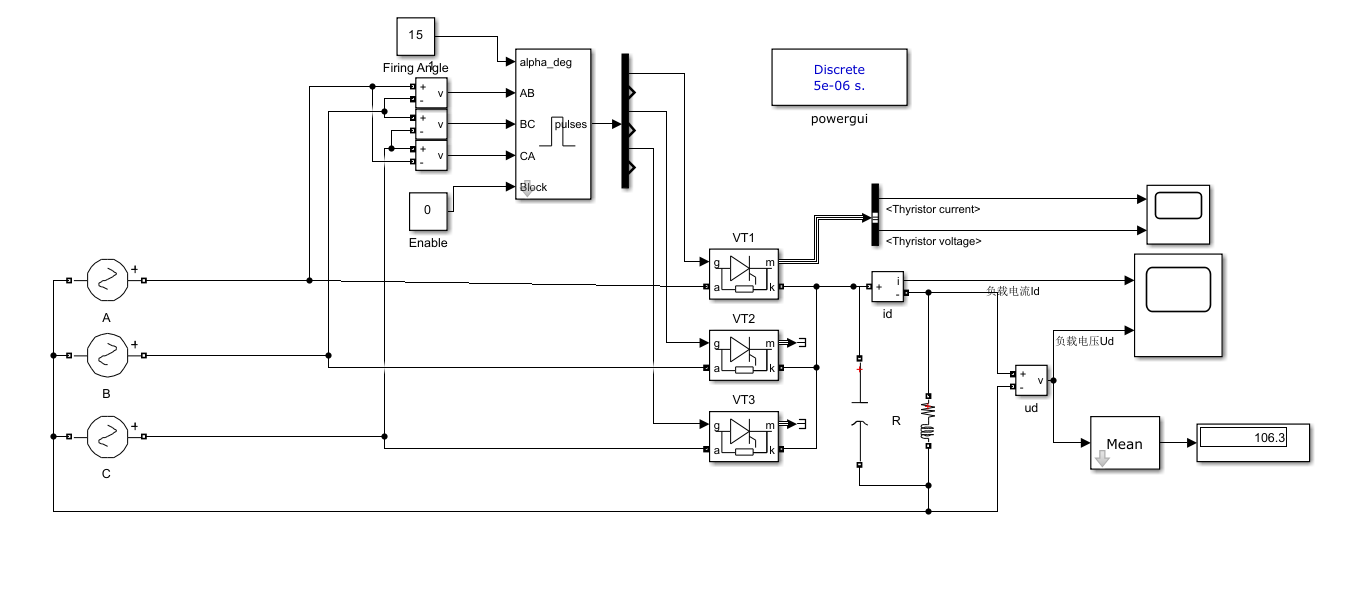 15
Firing Angle
+
-
v
+
-
v
+
-
v
alpha_deg
AB
BC
CA
Block
pulses
0
Enable
Discrete
5e-06 s.
powergui
<Thyristor current>
<Thyristor voltage>
VT1
g
m
a
k
VT2
g
m
a
k
VT3
g
m
a
k
+
A
+
B
+
C
+
i
-
id
负载电流Id
负载电压Ud
+
R
+
-
v
ud
Mean
106.3